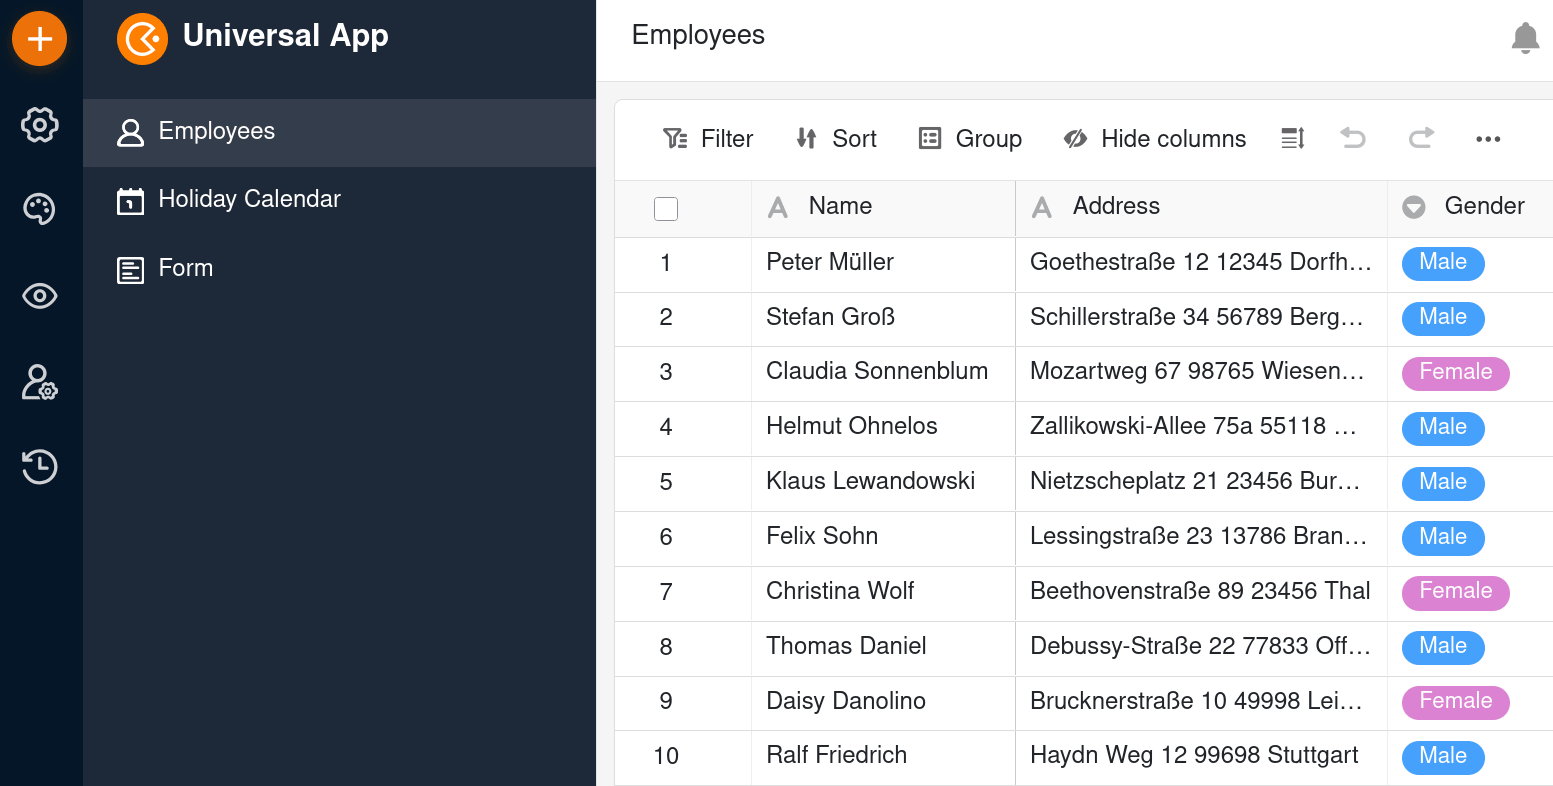 Universal App
Employees
Holiday Calendar
Form
Employees
Filter Sort Group Hide columns
Name Address Gender
1 Peter Müller Goethestraße 12 12345 Dorfh… Male
2 Stefan Groß Schillerstraße 34 56789 Berg… Male
3 Claudia Sonnenblum Mozartweg 67 98765 Wiesen… Female
4 Helmut Ohnelos Zallikowski-Allee 75a 55118 … Male
5 Klaus Lewandowski Nietzscheplatz 21 23456 Bur… Male
6 Felix Sohn Lessingstraße 23 13786 Bran… Male
7 Christina Wolf Beethovenstraße 89 23456 Thal Female
8 Thomas Daniel Debussy-Straße 22 77833 Off… Male
9 Daisy Danolino Brucknerstraße 10 49998 Lei… Female
10 Ralf Friedrich Haydn Weg 12 99698 Stuttgart Male